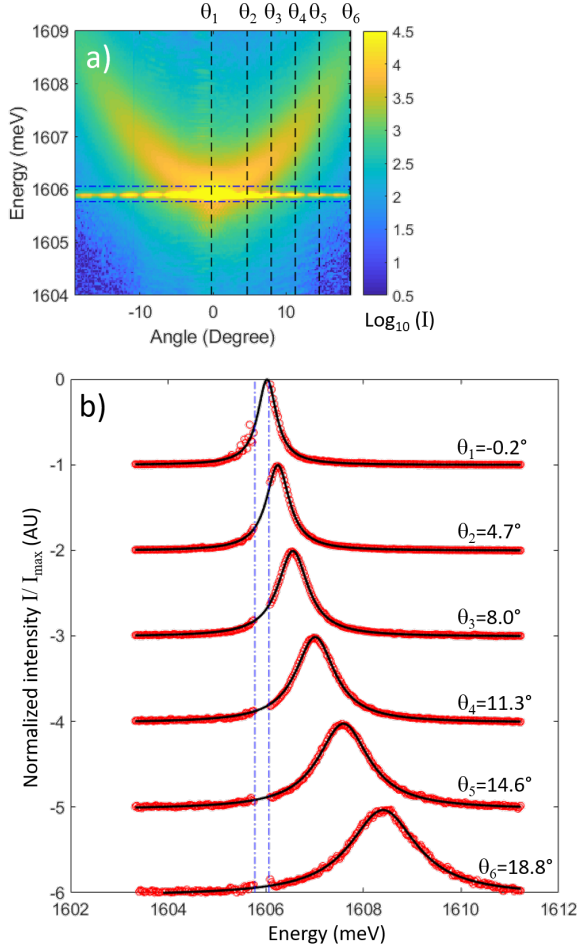 θ₁ θ₂ θ₃ θ₄ θ₅ θ₆
a)
1609
1608
1607
1606
1605
1604
Energy (meV)
-10 0 10
Angle (Degree)
4.5
4
3.5
3
2.5
2
1.5
1
0.5
Log₁₀ (I)
b)
0
-1
-2
-3
-4
-5
-6
Normalized intensity I/ Iₘₐₓ (AU)
θ₁=-0.2°
θ₂=4.7°
θ₃=8.0°
θ₄=11.3°
θ₅=14.6°
θ₆=18.8°
1602 1604 1606 1608 1610 1612
Energy (meV)